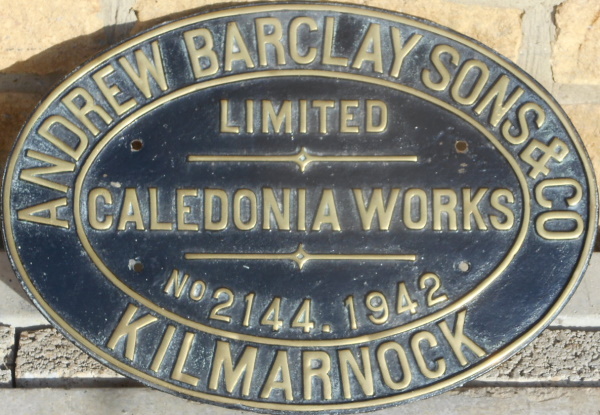 ANDREW BARCLAY SONS & CO
LIMITED
CALEDONIA WORKS
No 2144. 1942
KILMARNOCK